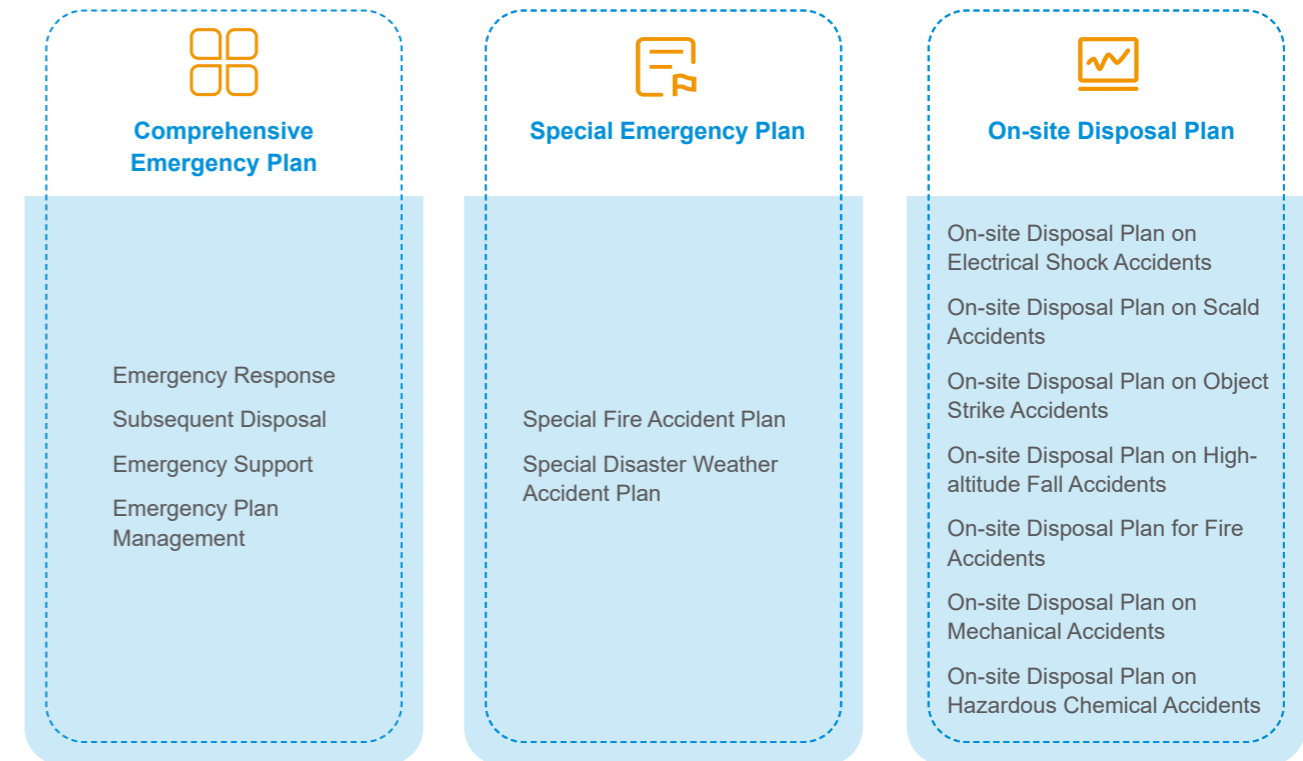 Comprehensive
Emergency Plan
Emergency Response
Subsequent Disposal
Emergency Support
Emergency Plan
Management
Special Emergency Plan
Special Fire Accident Plan
Special Disaster Weather
Accident Plan
On-site Disposal Plan
On-site Disposal Plan on
Electrical Shock Accidents
On-site Disposal Plan on Scald
Accidents
On-site Disposal Plan on Object
Strike Accidents
On-site Disposal Plan on High-
altitude Fall Accidents
On-site Disposal Plan for Fire
Accidents
On-site Disposal Plan on
Mechanical Accidents
On-site Disposal Plan on
Hazardous Chemical Accidents